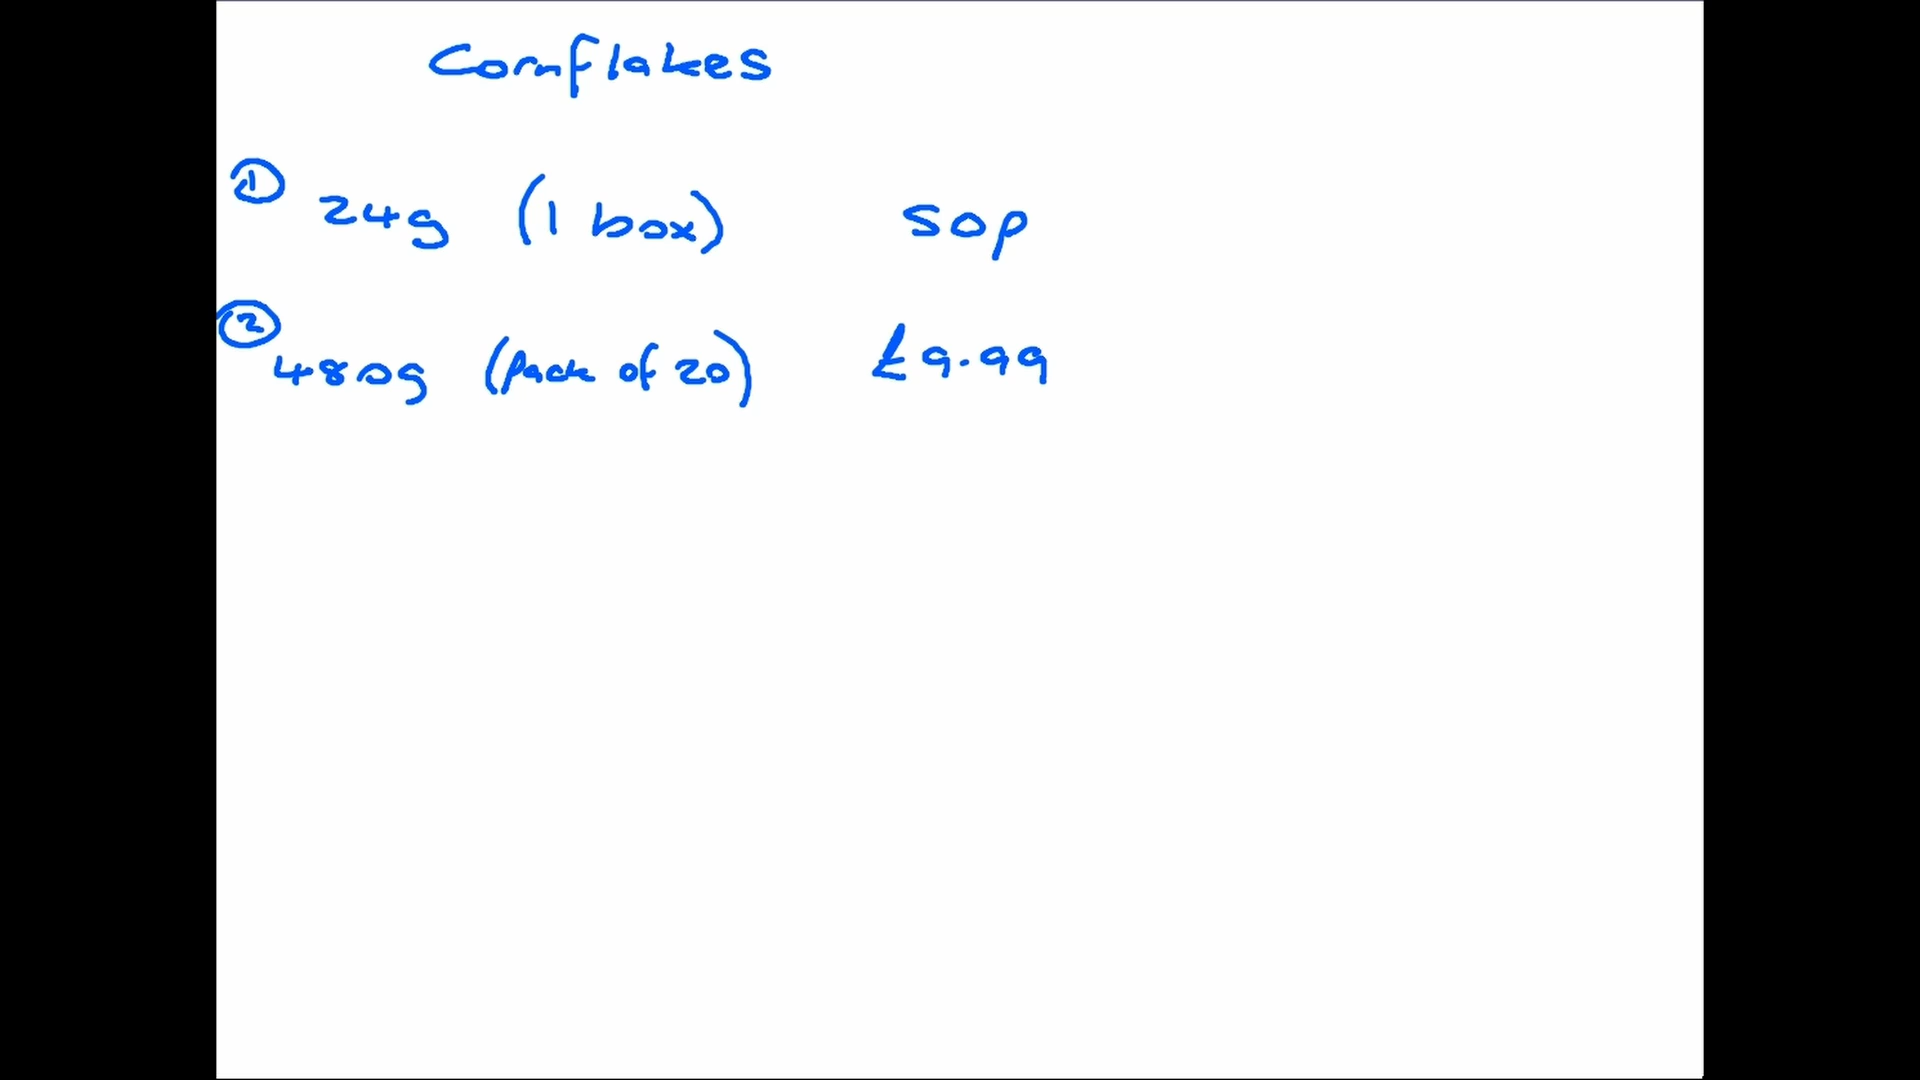 Cornflakes
① 24g (1 box) 50p
② 480g (Pack of 20) £9.99